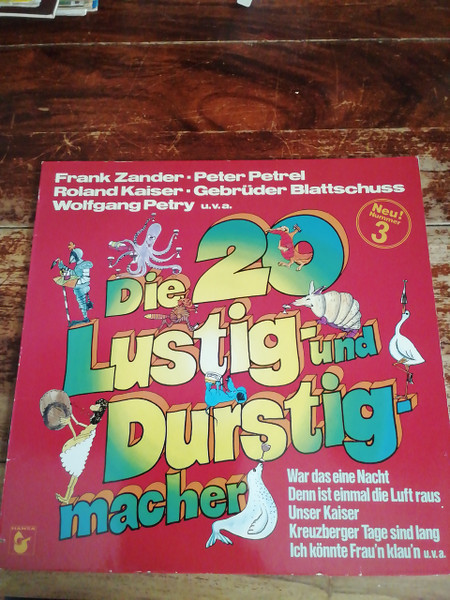 Frank Zander · Peter Petrel
Roland Kaiser · Gebrüder Blattschuss
Wolfgang Petry u.v.a.
Neu!
Nummer
3
Die 20
Lustig- und
Durstig-
macher
War das eine Nacht
Denn ist einmal die Luft raus
Unser Kaiser
Kreuzberger Tage sind lang
Ich könnte Frau'n klau'n u.v.a.
HANSA